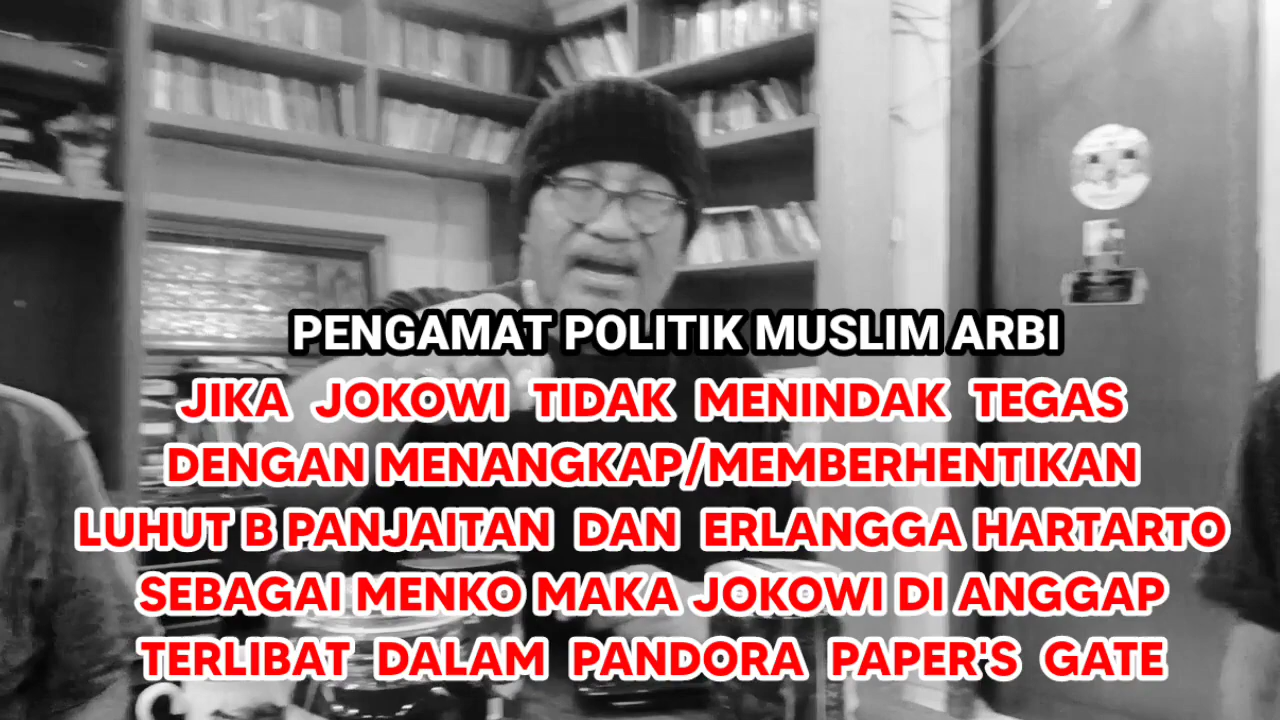 PENGAMAT POLITIK MUSLIM ARBI
JIKA JOKOWI TIDAK MENINDAK TEGAS
DENGAN MENANGKAP/MEMBERHENTIKAN
LUHUT B PANJAITAN DAN ERLANGGA HARTARTO
SEBAGAI MENKO MAKA JOKOWI DI ANGGAP
TERLIBAT DALAM PANDORA PAPER'S GATE